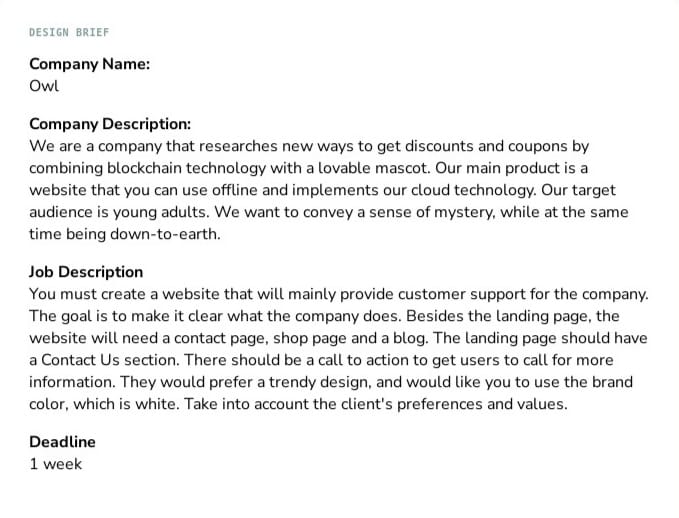 DESIGN BRIEF
Company Name:
Owl
Company Description:
We are a company that researches new ways to get discounts and coupons by
combining blockchain technology with a lovable mascot. Our main product is a
website that you can use offline and implements our cloud technology. Our target
audience is young adults. We want to convey a sense of mystery, while at the same
time being down-to-earth.
Job Description
You must create a website that will mainly provide customer support for the company.
The goal is to make it clear what the company does. Besides the landing page, the
website will need a contact page, shop page and a blog. The landing page should have
a Contact Us section. There should be a call to action to get users to call for more
information. They would prefer a trendy design, and would like you to use the brand
color, which is white. Take into account the client's preferences and values.
Deadline
1 week